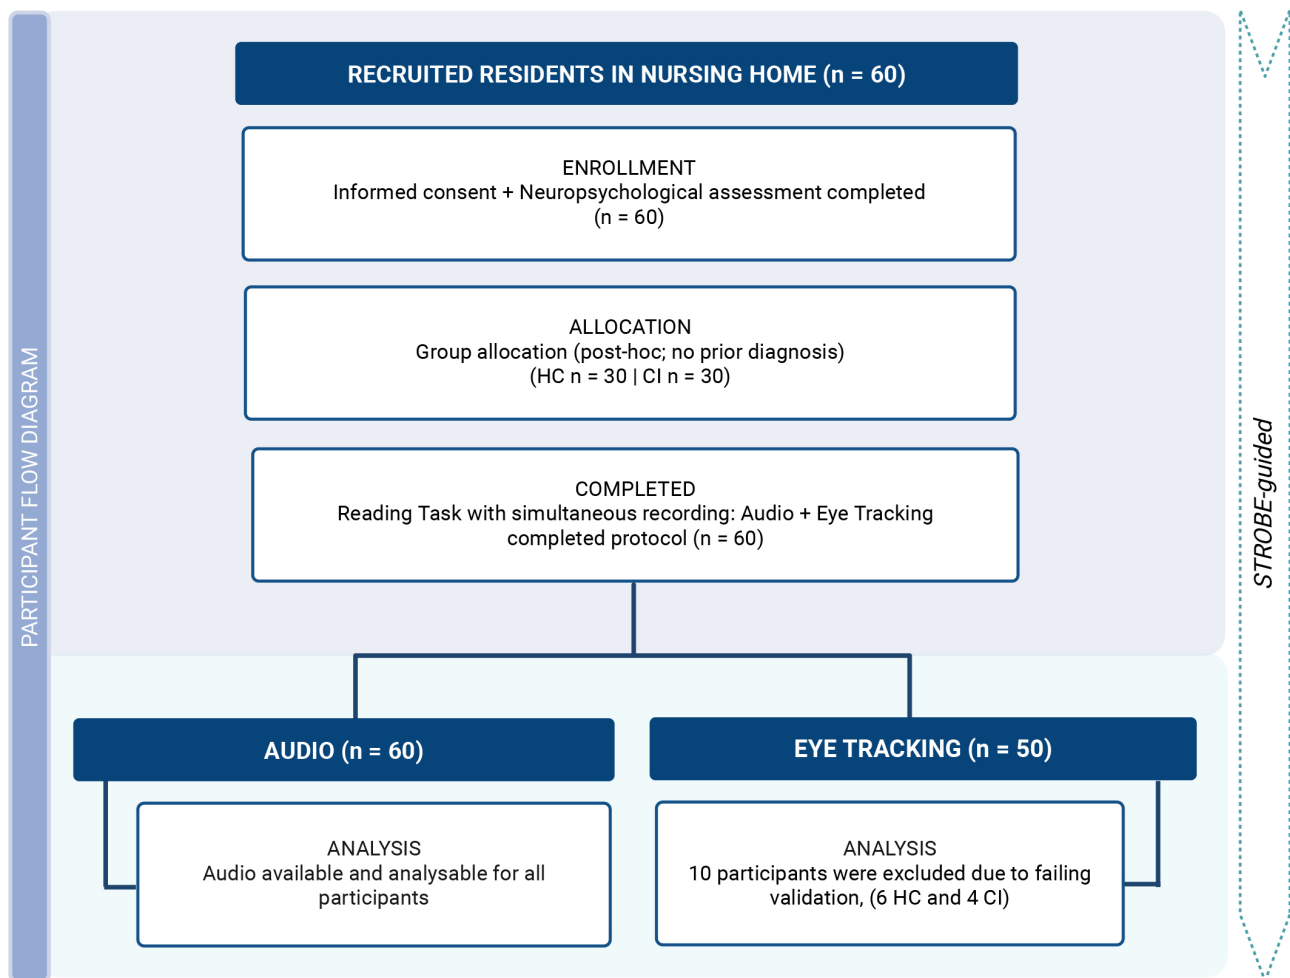 PARTICIPANT FLOW DIAGRAM
RECRUITED RESIDENTS IN NURSING HOME (n = 60)
ENROLLMENT
Informed consent + Neuropsychological assessment completed
(n = 60)
ALLOCATION
Group allocation (post-hoc; no prior diagnosis)
(HC n = 30 | CI n = 30)
COMPLETED
Reading Task with simultaneous recording: Audio + Eye Tracking
completed protocol (n = 60)
AUDIO (n = 60)
ANALYSIS
Audio available and analysable for all
participants
EYE TRACKING (n = 50)
ANALYSIS
10 participants were excluded due to failing
validation, (6 HC and 4 CI)
STROBE-guided